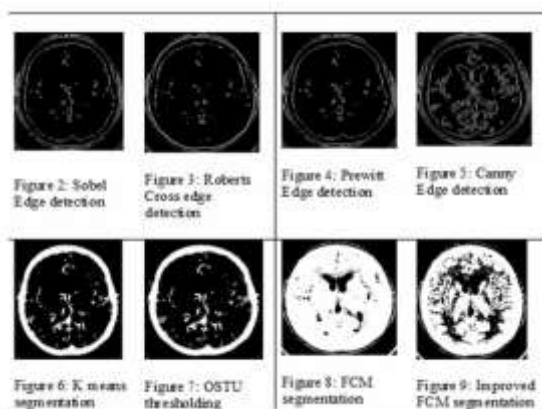 Figure 2: Sobel
Edge detection
Figure 3: Roberts
Cross edge
detection
Figure 4: Prewitt
Edge detection
Figure 5: Canny
Edge detection
Figure 6: K means
segmentation
Figure 7: OSTU
thresholding
Figure 8: FCM
segmentation
Figure 9: Improved
FCM segmentation